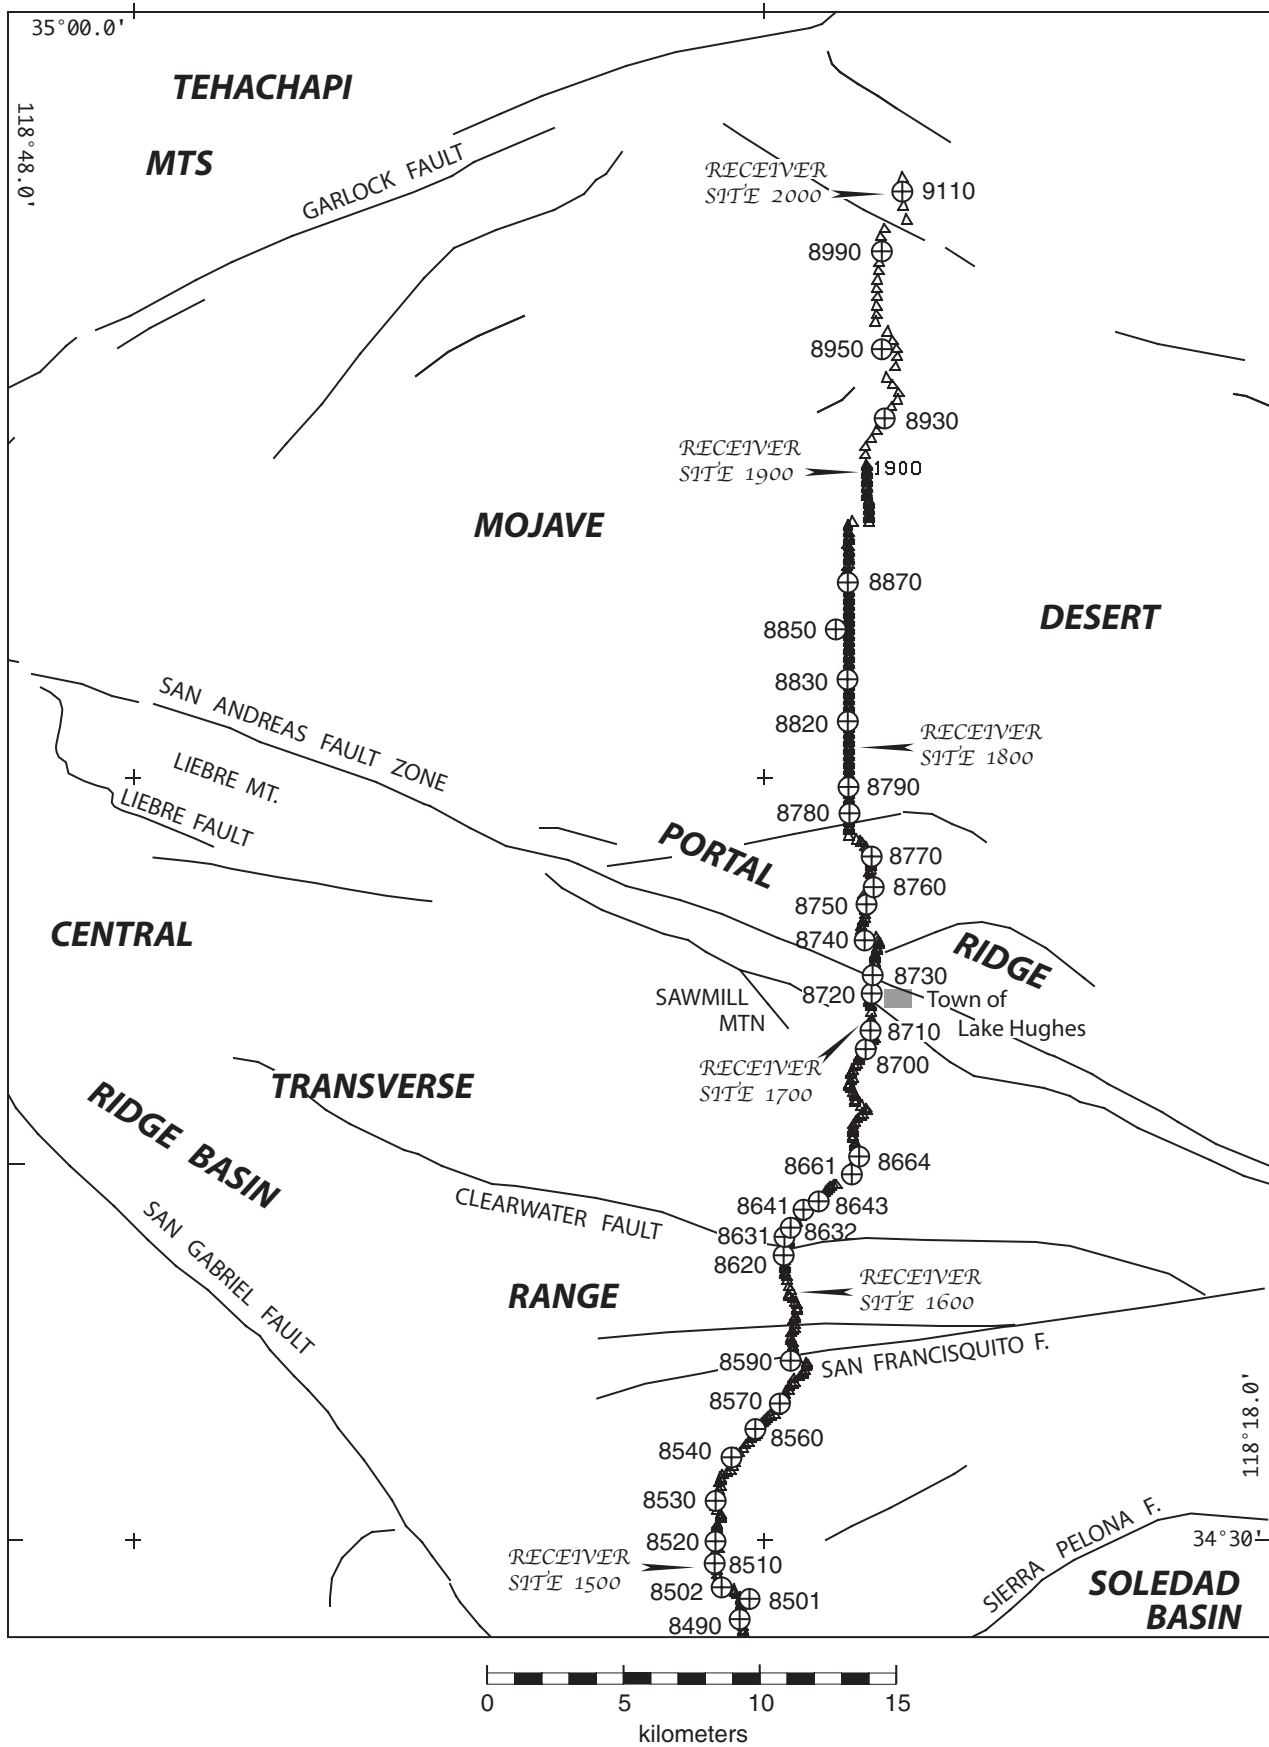 35°00.0'
118°48.0'
TEHACHAPI
MTS
GARLOCK FAULT
RECEIVER
SITE 2000
9110
8990
8950
8930
RECEIVER
SITE 1900
1900
MOJAVE
DESERT
8870
8850
8830
8820
RECEIVER
SITE 1800
SAN ANDREAS FAULT ZONE
LIEBRE MT.
LIEBRE FAULT
8790
8780
PORTAL
8770
8760
8750
8740
RIDGE
CENTRAL
8730
8720
Town of
Lake Hughes
SAWMILL
MTN
8710
8700
RECEIVER
SITE 1700
TRANSVERSE
RIDGE BASIN
8664
8661
8643
8641
8632
8631
8620
CLEARWATER FAULT
SAN GABRIEL FAULT
RANGE
RECEIVER
SITE 1600
8590
SAN FRANCISQUITO F.
8570
8560
8540
8530
8520
118°18.0'
34°30'
RECEIVER
SITE 1500
8510
8502
8501
8490
SIERRA PELONA F.
SOLEDAD
BASIN
0 5 10 15
kilometers